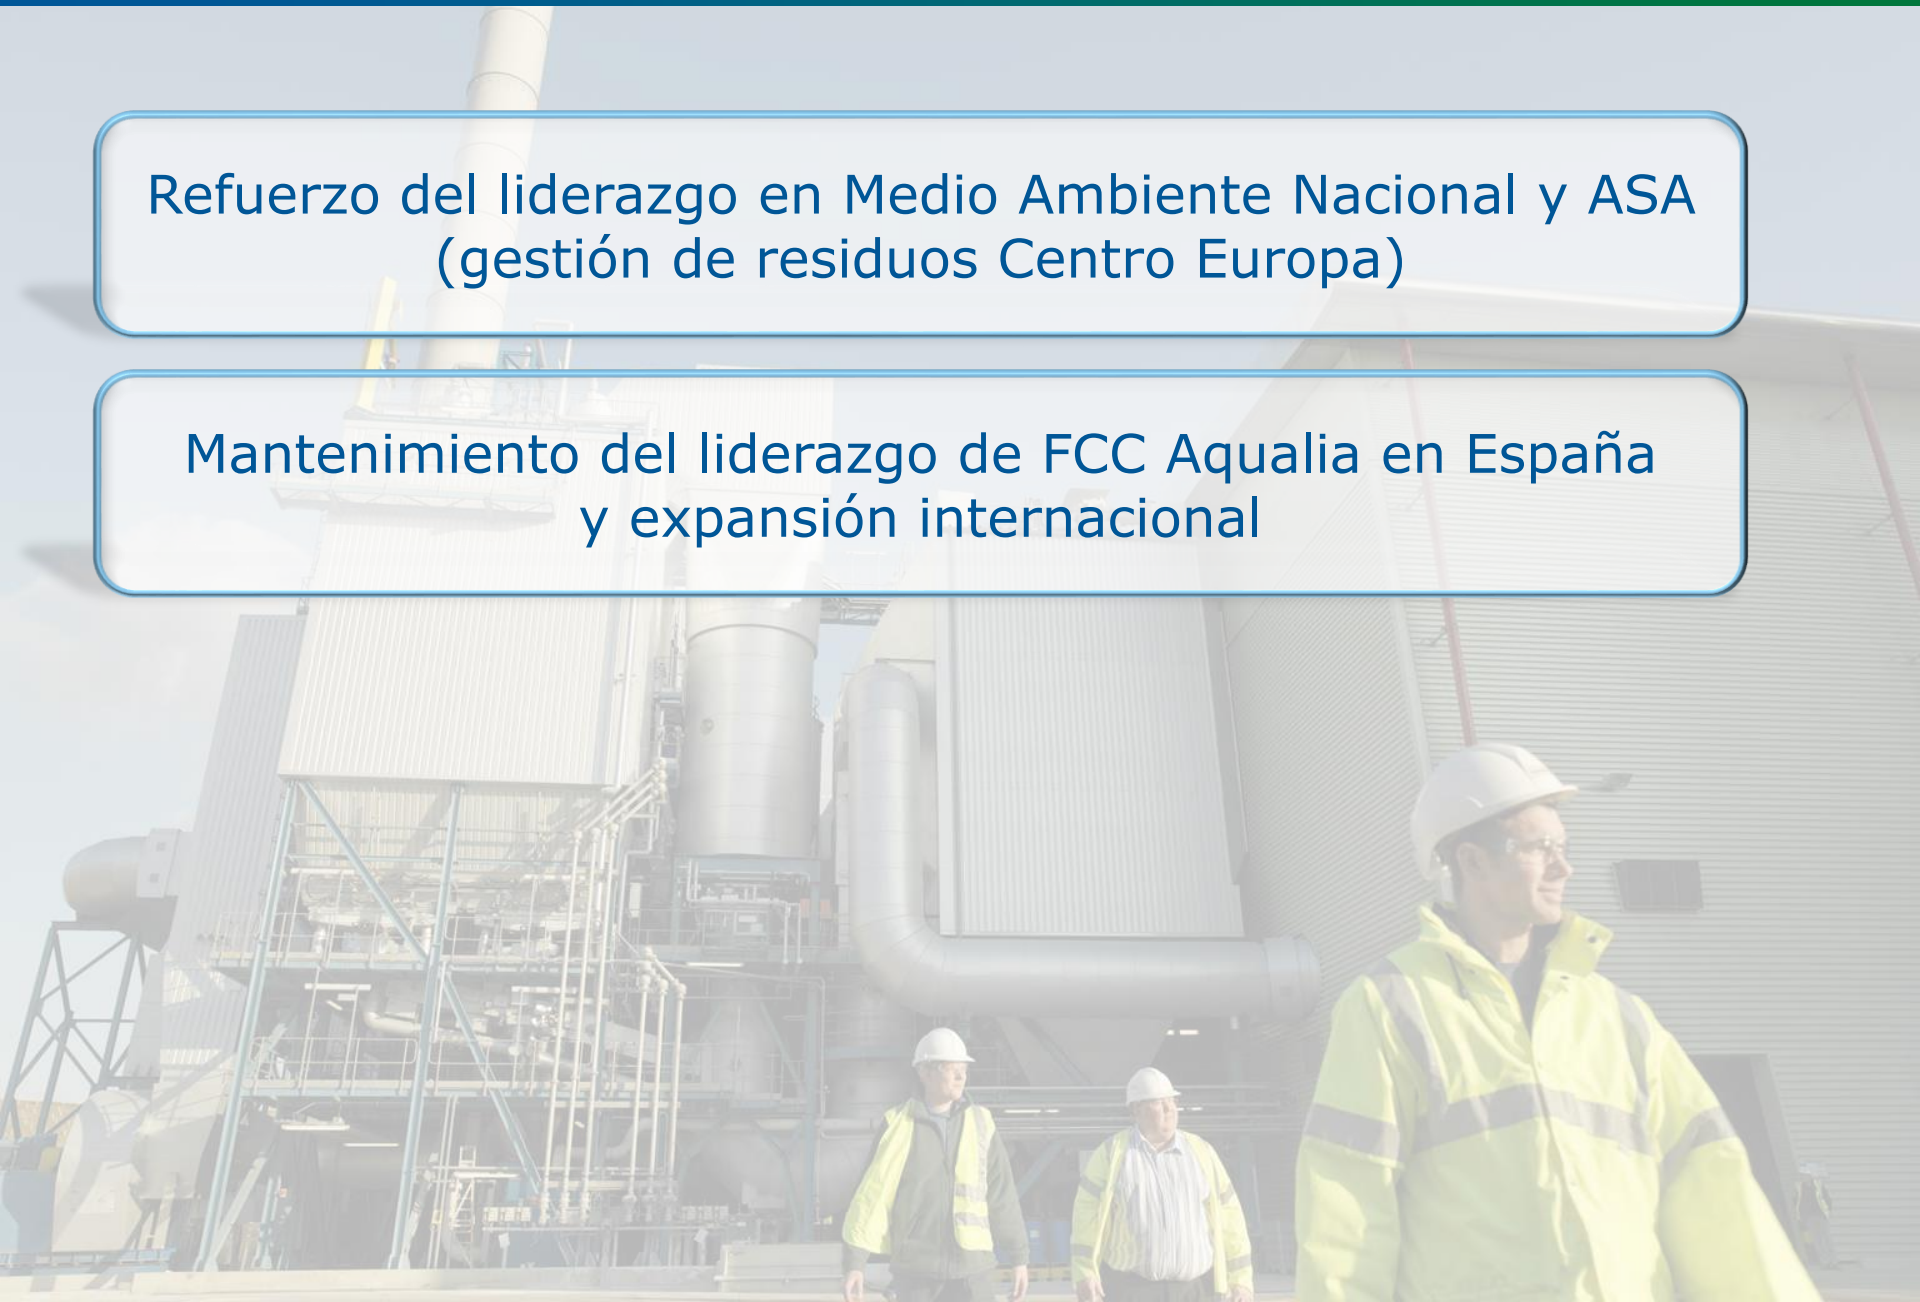 Refuerzo del liderazgo en Medio Ambiente Nacional y ASA
(gestión de residuos Centro Europa)
Mantenimiento del liderazgo de FCC Aqualia en España
y expansión internacional